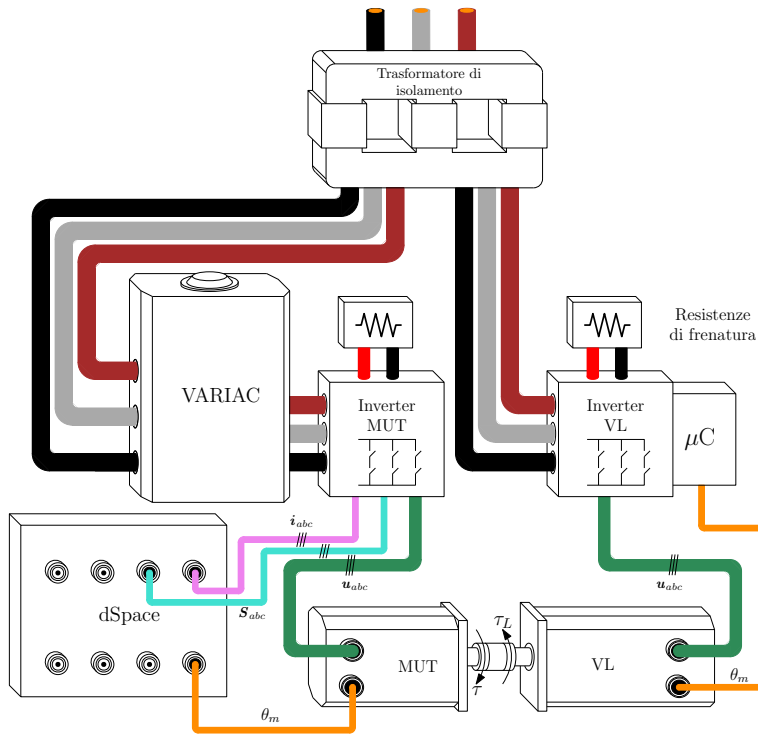 Trasformatore di
isolamento
Resistenze
di frenatura
VARIAC
Inverter
MUT
Inverter
VL
μC
i_abc
u_abc
u_abc
S_abc
dSpace
τ_L
MUT
VL
τ
θ_m
θ_m